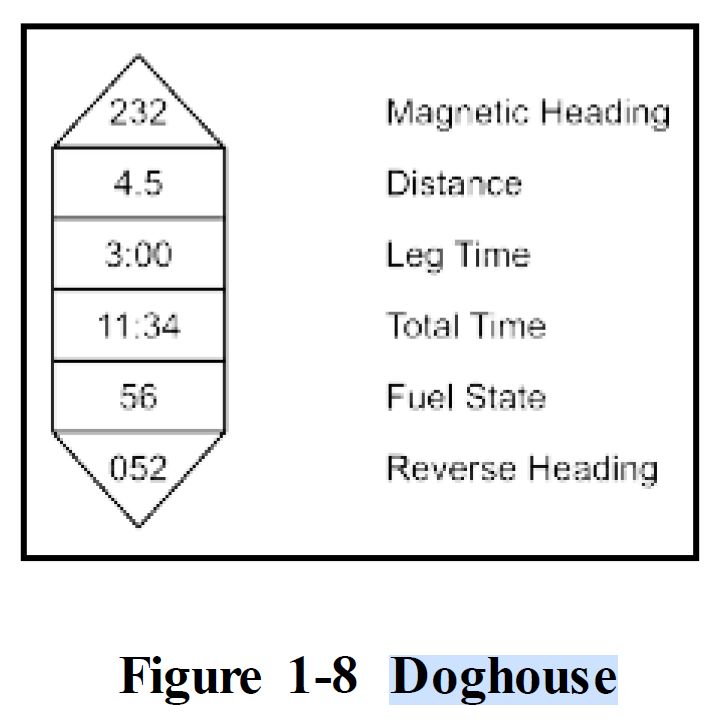 232 Magnetic Heading
4.5 Distance
3:00 Leg Time
11:34 Total Time
56 Fuel State
052 Reverse Heading
Figure 1-8 Doghouse